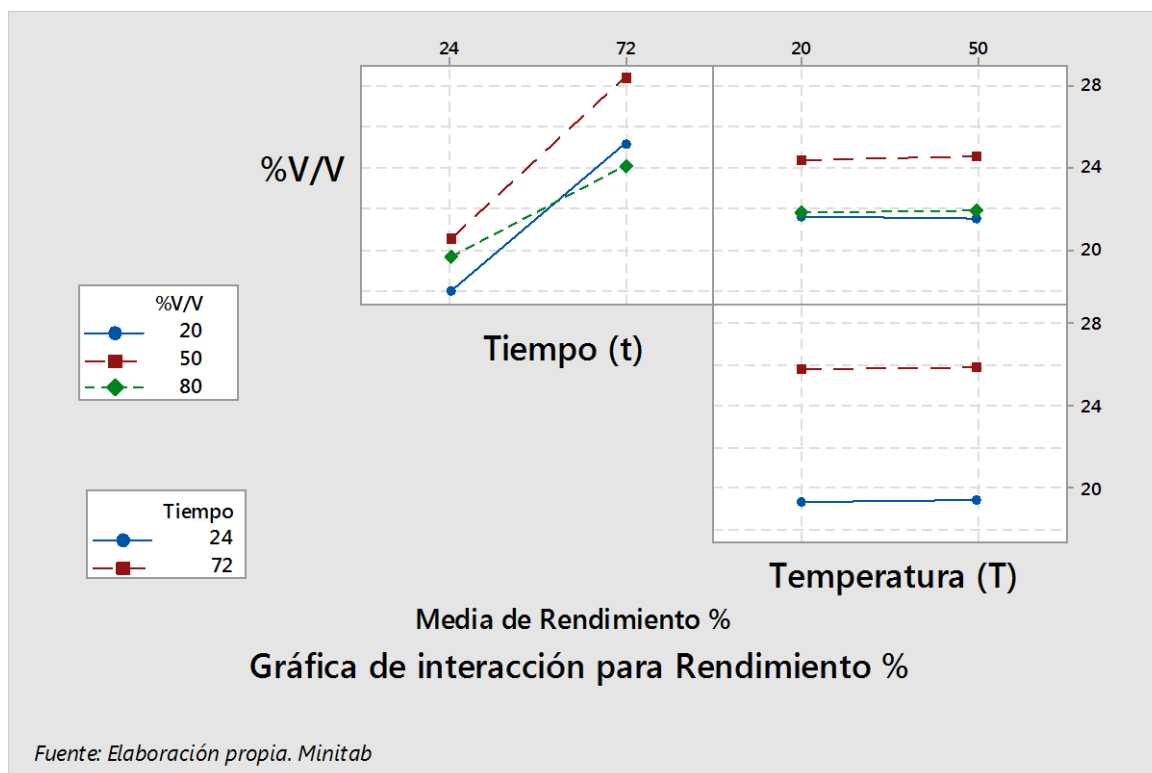 24 72 20 50
28
%V/V
24
20
%V/V
20
50
80
Tiempo (t)
28
24
20
Tiempo
24
72
Temperatura (T)
Media de Rendimiento %
Gráfica de interacción para Rendimiento %
Fuente: Elaboración propia. Minitab